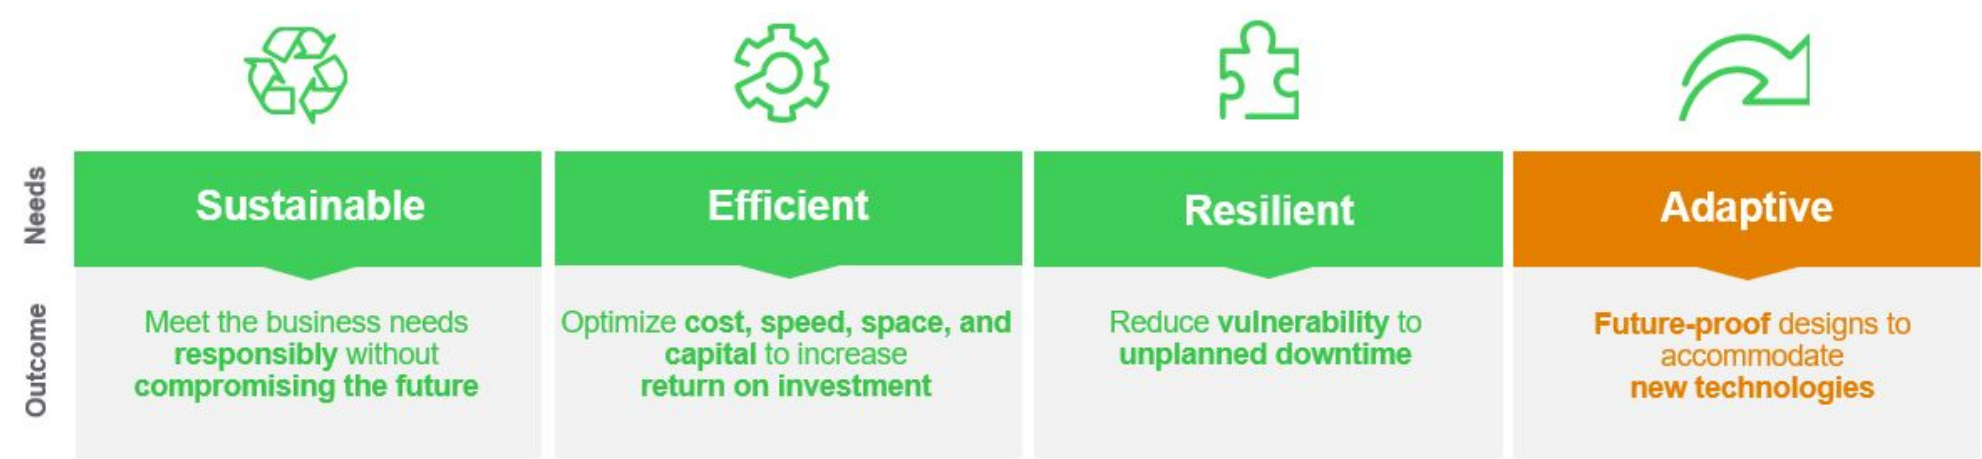 Needs
Sustainable
Efficient
Resilient
Adaptive
Outcome
Meet the business needs
responsibly without
compromising the future
Optimize cost, speed, space, and
capital to increase
return on investment
Reduce vulnerability to
unplanned downtime
Future-proof designs to
accommodate
new technologies